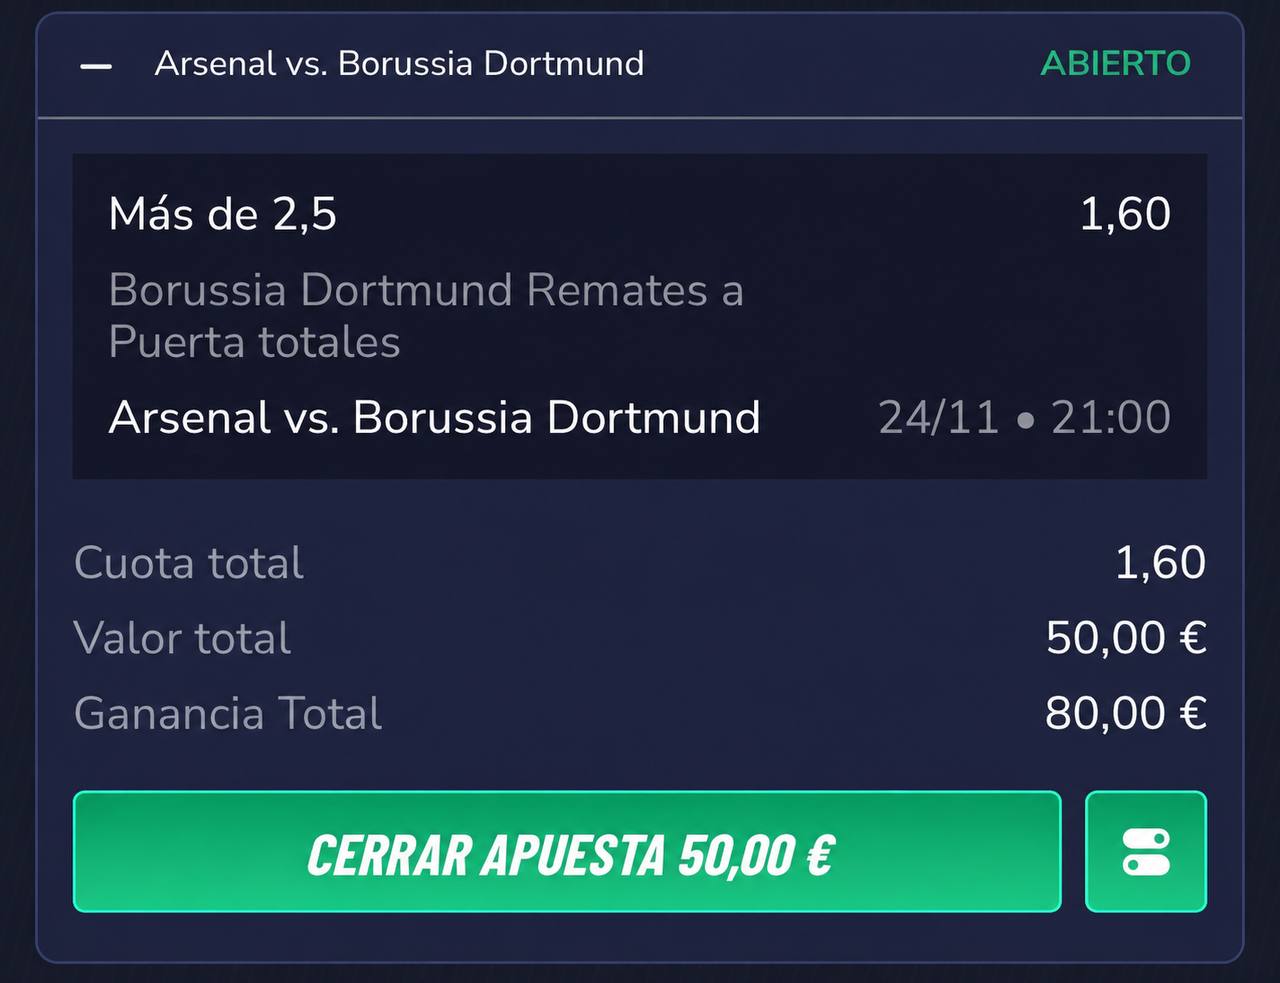 Arsenal vs. Borussia Dortmund ABIERTO
Más de 2,5 1,60
Borussia Dortmund Remates a
Puerta totales
Arsenal vs. Borussia Dortmund 24/11 • 21:00
Cuota total 1,60
Valor total 50,00 €
Ganancia Total 80,00 €
CERRAR APUESTA 50,00 €